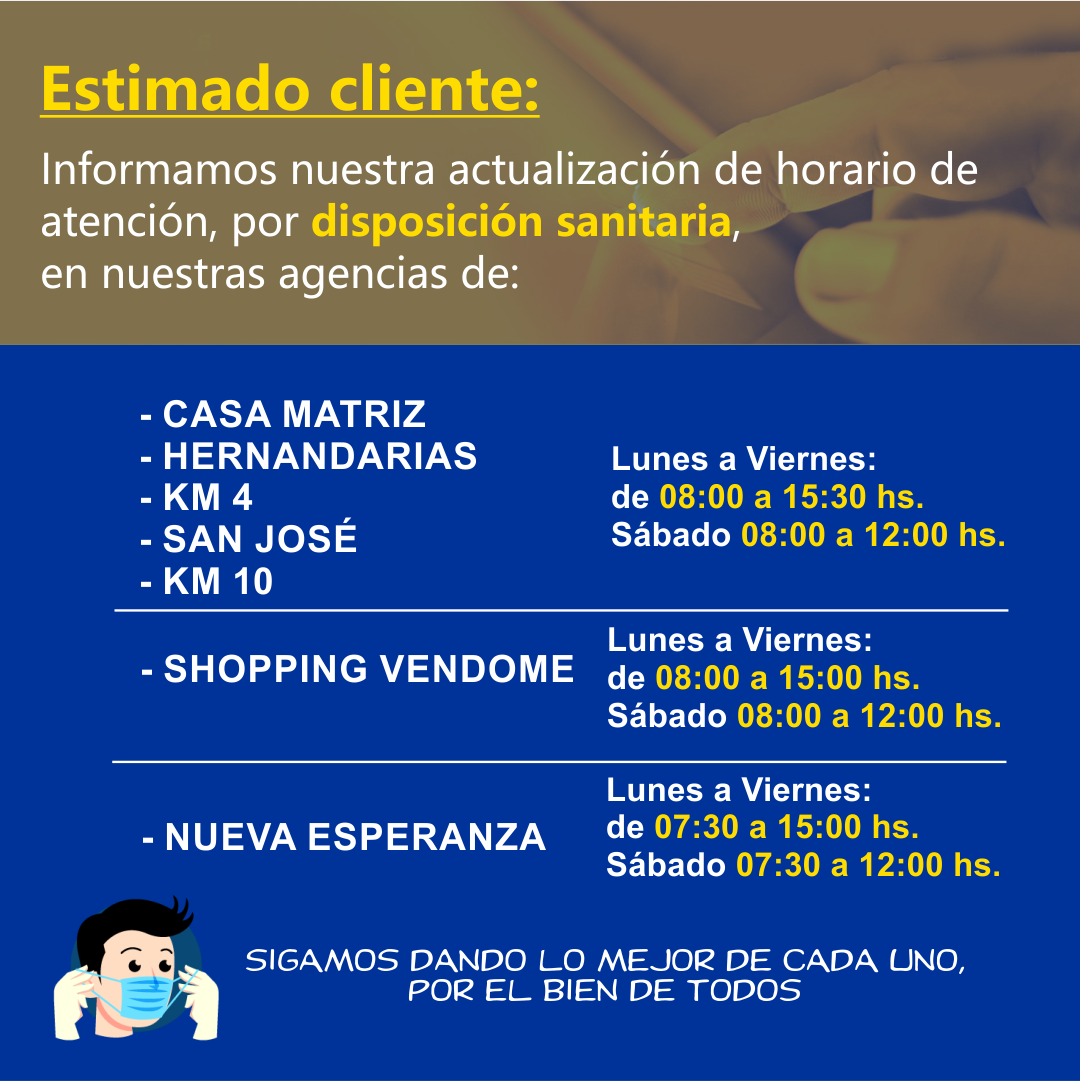 Estimado cliente:
Informamos nuestra actualización de horario de
atención, por disposición sanitaria,
en nuestras agencias de:
- CASA MATRIZ
- HERNANDARIAS
- KM 4
- SAN JOSÉ
- KM 10
Lunes a Viernes:
de 08:00 a 15:30 hs.
Sábado 08:00 a 12:00 hs.
- SHOPPING VENDOME
Lunes a Viernes:
de 08:00 a 15:00 hs.
Sábado 08:00 a 12:00 hs.
- NUEVA ESPERANZA
Lunes a Viernes:
de 07:30 a 15:00 hs.
Sábado 07:30 a 12:00 hs.
SIGAMOS DANDO LO MEJOR DE CADA UNO,
POR EL BIEN DE TODOS